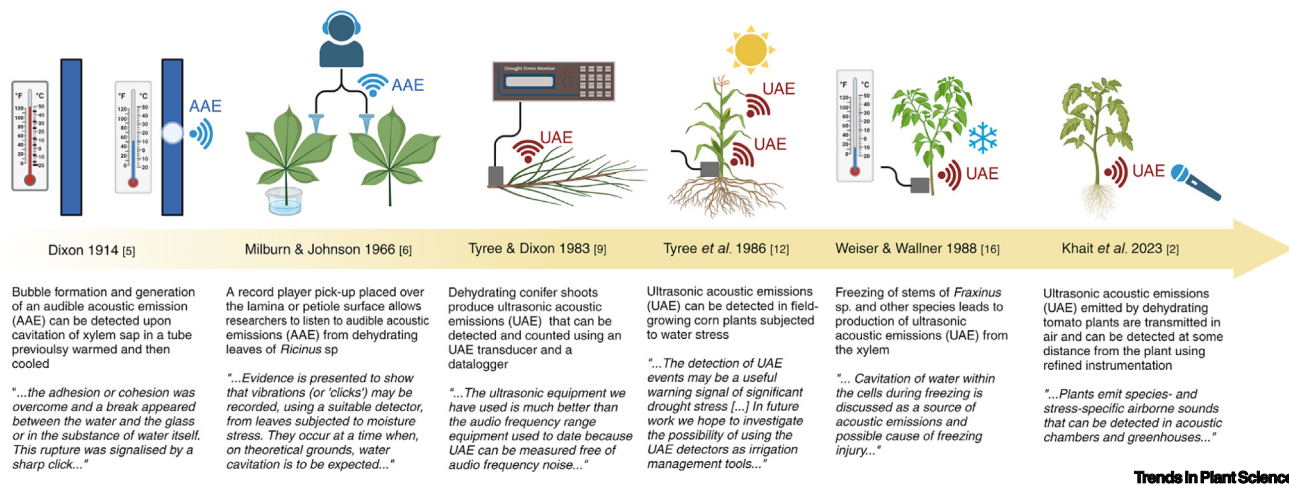 AAE
AAE
Drought Stress Monitor
UAE
UAE
UAE
UAE
UAE
°F °C
°F °C
°F °C
Dixon 1914 [5]
Milburn & Johnson 1966 [6]
Tyree & Dixon 1983 [9]
Tyree et al. 1986 [12]
Weiser & Wallner 1988 [16]
Khait et al. 2023 [2]
Bubble formation and generation
of an audible acoustic emission
(AAE) can be detected upon
cavitation of xylem sap in a tube
previoulsy warmed and then
cooled
"...the adhesion or cohesion was
overcome and a break appeared
between the water and the glass
or in the substance of water itself.
This rupture was signalised by a
sharp click..."
A record player pick-up placed over
the lamina or petiole surface allows
researchers to listen to audible acoustic
emissions (AAE) from dehydrating
leaves of Ricinus sp
"...Evidence is presented to show
that vibrations (or 'clicks') may be
recorded, using a suitable detector,
from leaves subjected to moisture
stress. They occur at a time when,
on theoretical grounds, water
cavitation is to be expected..."
Dehydrating conifer shoots
produce ultrasonic acoustic
emissions (UAE) that can be
detected and counted using an
UAE transducer and a
datalogger
"...The ultrasonic equipment we
have used is much better than
the audio frequency range
equipment used to date because
UAE can be measured free of
audio frequency noise..."
Ultrasonic acoustic emissions
(UAE) can be detected in field-
growing corn plants subjected
to water stress
"...The detection of UAE
events may be a useful
warning signal of significant
drought stress [...] In future
work we hope to investigate
the possibility of using the
UAE detectors as irrigation
management tools..."
Freezing of stems of Fraxinus
sp. and other species leads to
production of ultrasonic
acoustic emissions (UAE) from
the xylem
"... Cavitation of water within
the cells during freezing is
discussed as a source of
acoustic emissions and
possible cause of freezing
injury..."
Ultrasonic acoustic emissions
(UAE) emitted by dehydrating
tomato plants are transmitted in
air and can be detected at some
distance from the plant using
refined instrumentation
"...Plants emit species- and
stress-specific airborne sounds
that can be detected in acoustic
chambers and greenhouses..."
Trends in Plant Science